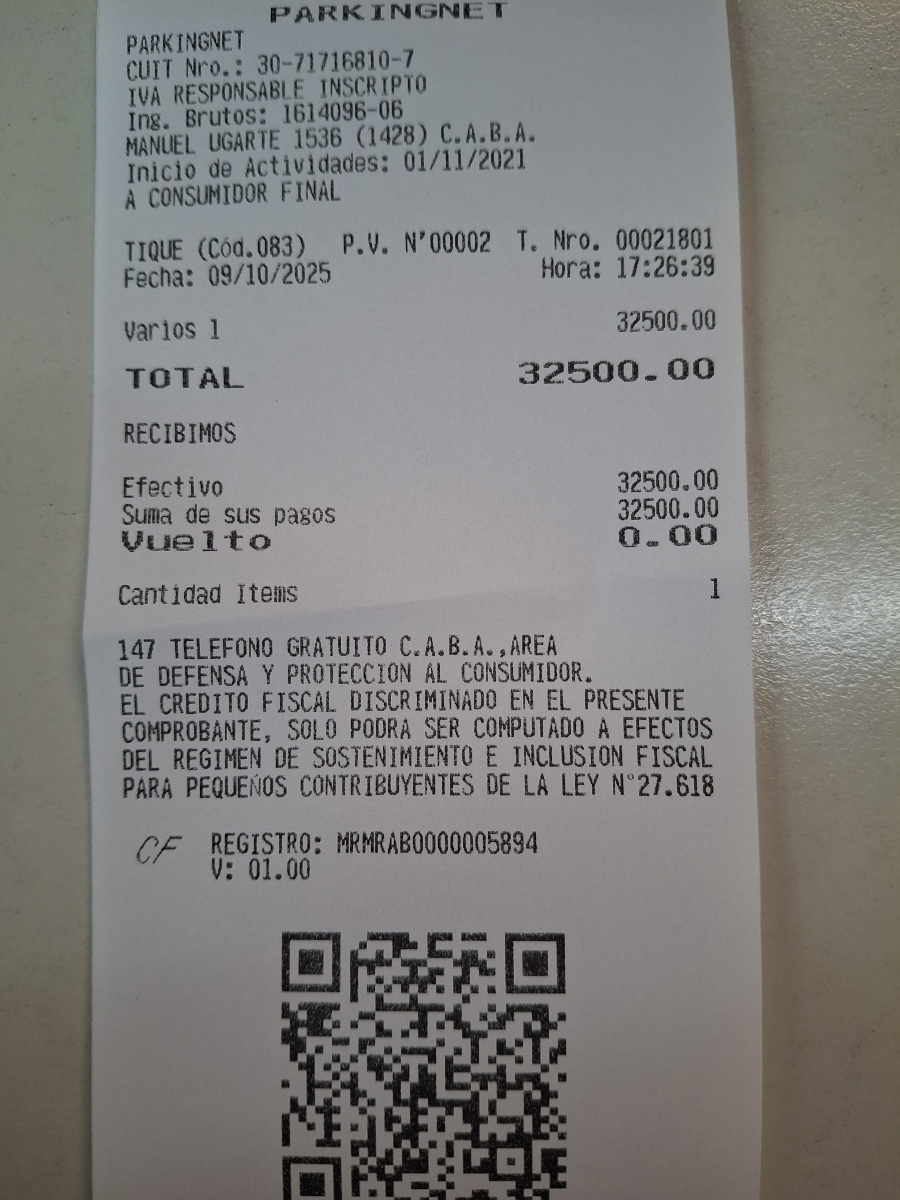 PARKINGNET
PARKINGNET
CUIT Nro.: 30-71716810-7
IVA RESPONSABLE INSCRIPTO
Ing. Brutos: 1614096-06
MANUEL UGARTE 1536 (1428) C.A.B.A.
Inicio de Actividades: 01/11/2021
A CONSUMIDOR FINAL
TIQUE (Cód.083) P.V. N°00002 T. Nro. 00021801
Fecha: 09/10/2025 Hora: 17:26:39
Varios 1 32500.00
TOTAL 32500.00
RECIBIMOS
Efectivo 32500.00
Suma de sus pagos 32500.00
Vuelto 0.00
Cantidad Items 1
147 TELEFONO GRATUITO C.A.B.A.,AREA
DE DEFENSA Y PROTECCION AL CONSUMIDOR.
EL CREDITO FISCAL DISCRIMINADO EN EL PRESENTE
COMPROBANTE, SOLO PODRA SER COMPUTADO A EFECTOS
DEL REGIMEN DE SOSTENIMIENTO E INCLUSION FISCAL
PARA PEQUEÑOS CONTRIBUYENTES DE LA LEY N°27.618
CF REGISTRO: MRMRAB0000005894
V: 01.00